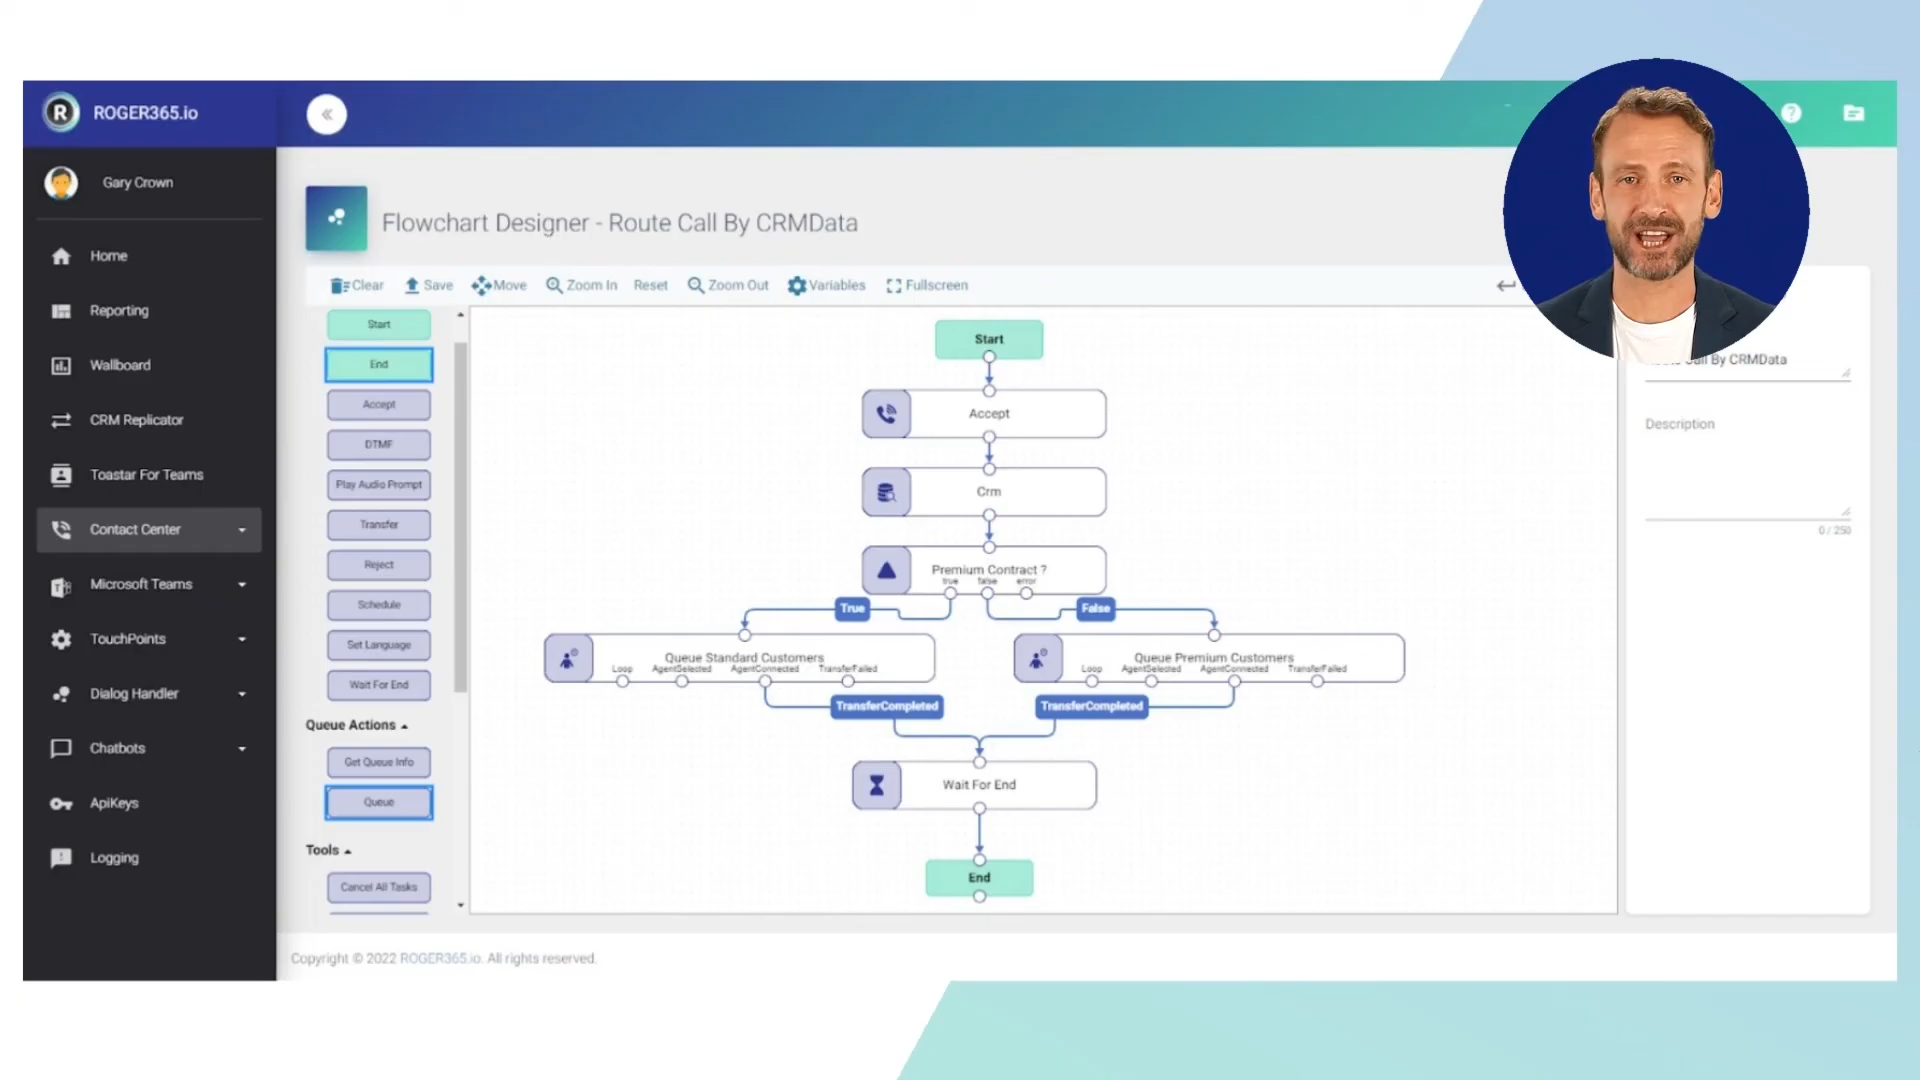 R ROGER365.io
Gary Crown
Home
Reporting
Wallboard
CRM Replicator
Toastar For Teams
Contact Center
Microsoft Teams
TouchPoints
Dialog Handler
Chatbots
ApiKeys
Logging
Flowchart Designer - Route Call By CRMData
Clear Save Move Zoom In Reset Zoom Out Variables Fullscreen
Start
End
Accept
DTMF
Play Audio Prompt
Transfer
Reject
Schedule
Set Language
Wait For End
Queue Actions
Get Queue Info
Queue
Tools
Cancel All Tasks
Start
Accept
Crm
Premium Contract ?
true false error
True False
Queue Standard Customers
Loop AgentSelected AgentConnected TransferFailed
Queue Premium Customers
Loop AgentSelected AgentConnected TransferFailed
TransferCompleted TransferCompleted
Wait For End
End
Call By CRMData
Description
0 / 250
Copyright © 2022 ROGER365.io. All rights reserved.